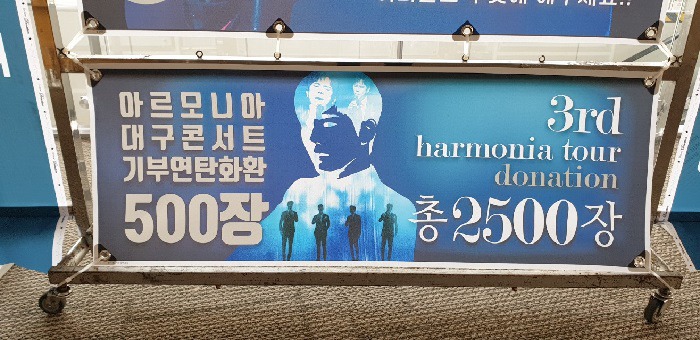 아르모니아
대구콘서트
기부연탄화환
500장
3rd
harmonia tour
donation
총 2500장